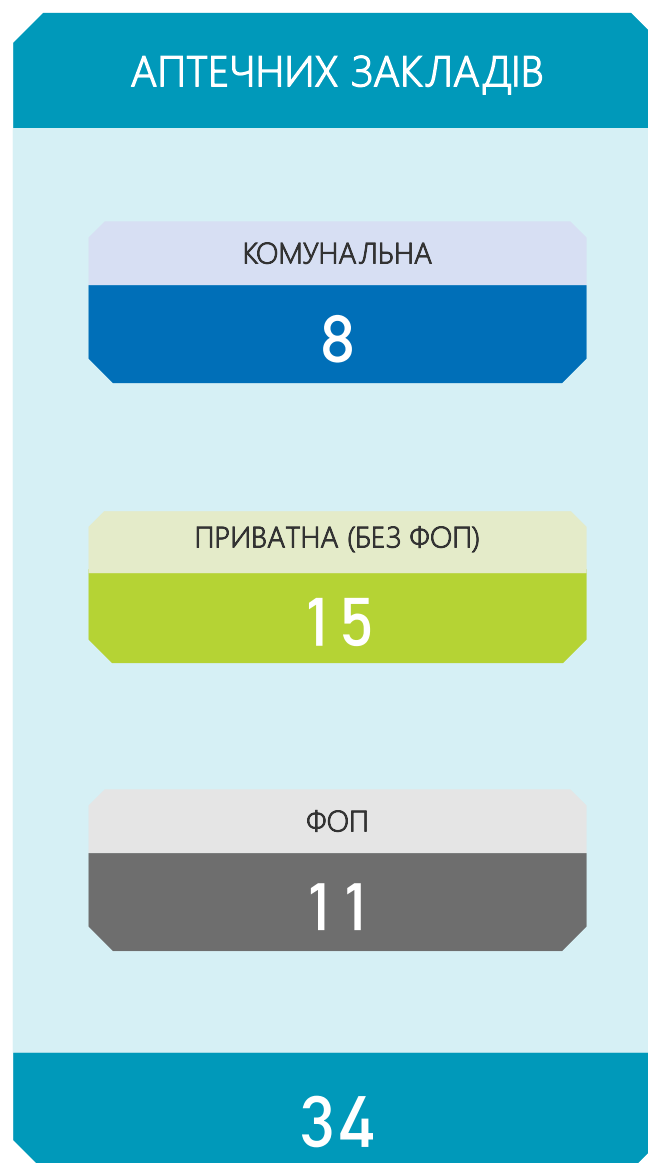 АПТЕЧНИХ ЗАКЛАДІВ
КОМУНАЛЬНА
8
ПРИВАТНА (БЕЗ ФОП)
15
ФОП
11
34